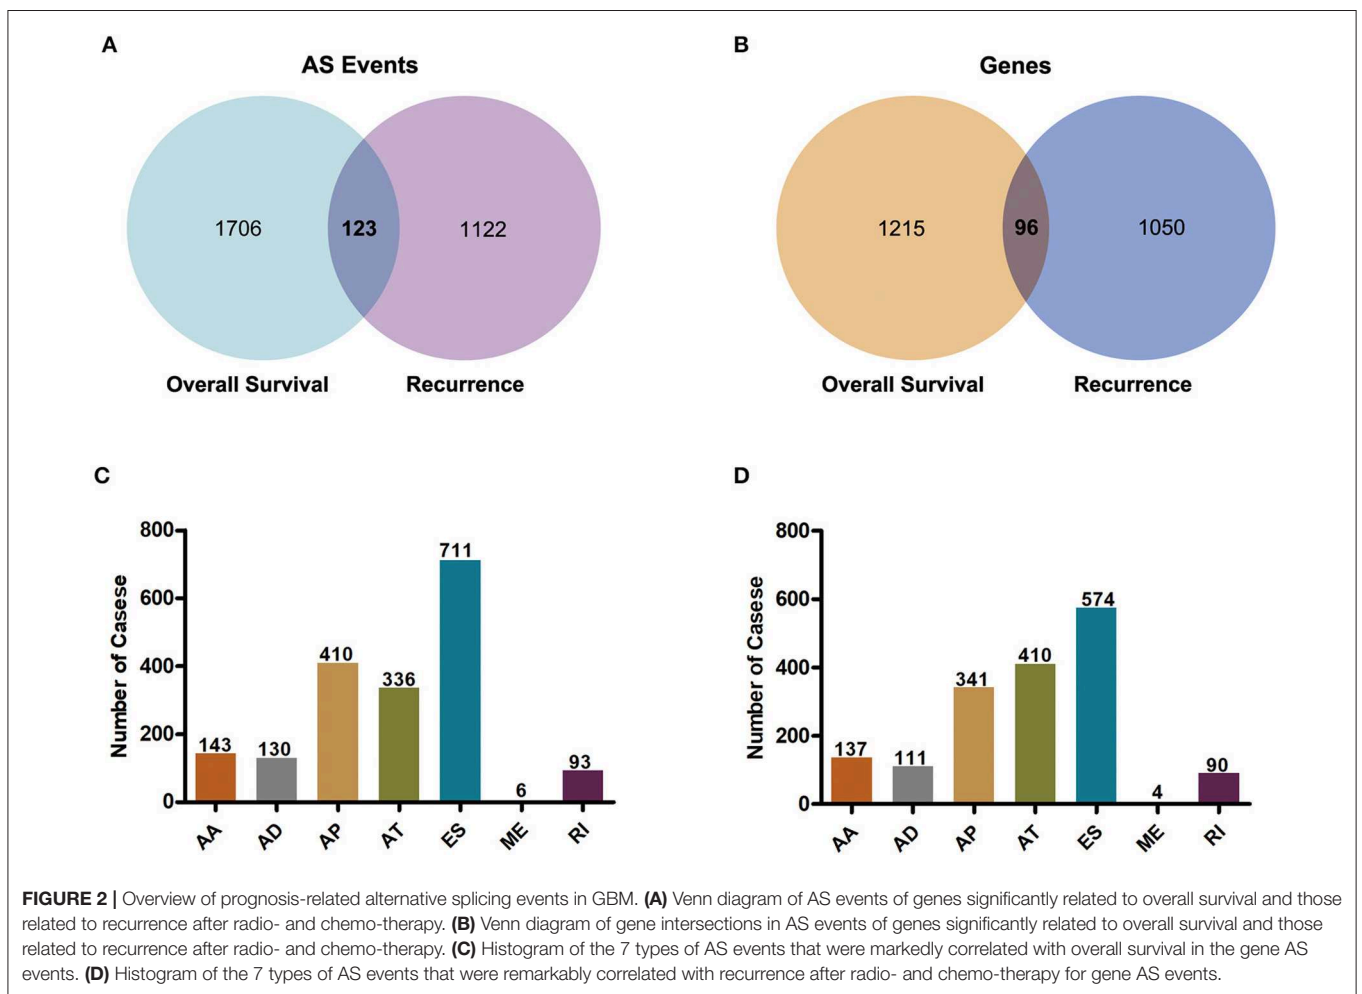 A
AS Events
1706
123
1122
Overall Survival
Recurrence
B
Genes
1215
96
1050
Overall Survival
Recurrence
C
Number of Casese
800
600
400
200
0
143
130
410
336
711
6
93
AA
AD
AP
AT
ES
ME
RI
D
Number of Casese
800
600
400
200
0
137
111
341
410
574
4
90
AA
AD
AP
AT
ES
ME
RI
FIGURE 2 | Overview of prognosis-related alternative splicing events in GBM. (A) Venn diagram of AS events of genes significantly related to overall survival and those
related to recurrence after radio- and chemo-therapy. (B) Venn diagram of gene intersections in AS events of genes significantly related to overall survival and those
related to recurrence after radio- and chemo-therapy. (C) Histogram of the 7 types of AS events that were markedly correlated with overall survival in the gene AS
events. (D) Histogram of the 7 types of AS events that were remarkably correlated with recurrence after radio- and chemo-therapy for gene AS events.